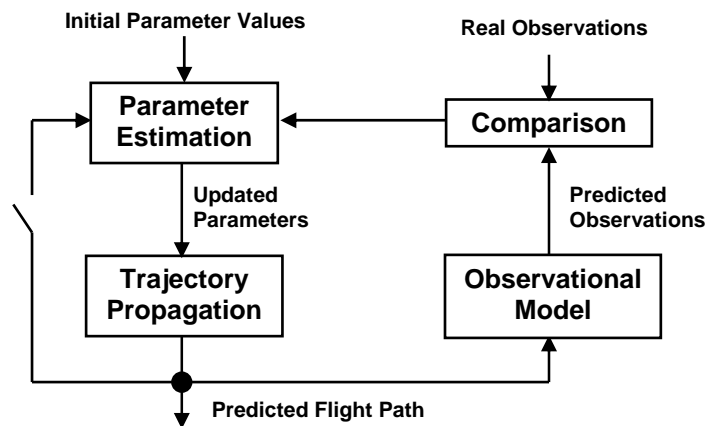 Initial Parameter Values
Real Observations
Parameter
Estimation
Comparison
Updated
Parameters
Predicted
Observations
Trajectory
Propagation
Observational
Model
Predicted Flight Path